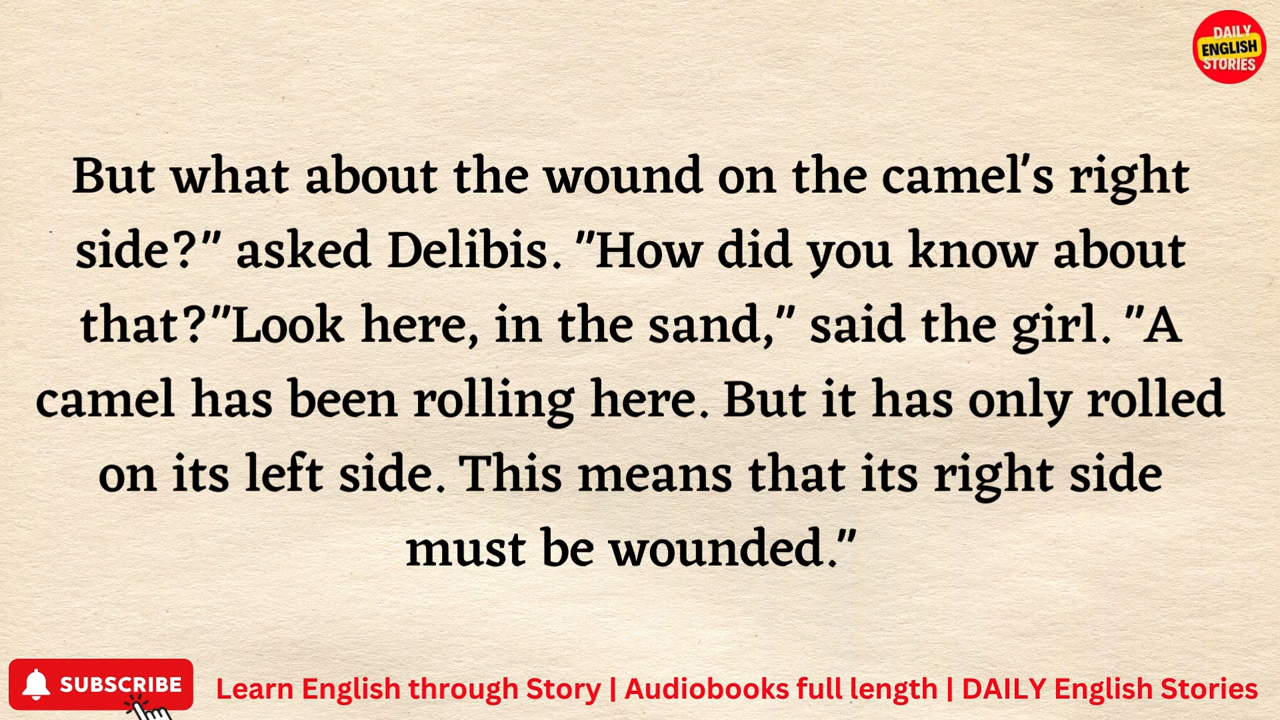 DAILY
ENGLISH
STORIES
But what about the wound on the camel's right
side?" asked Delibis. "How did you know about
that?"Look here, in the sand," said the girl. "A
camel has been rolling here. But it has only rolled
on its left side. This means that its right side
must be wounded."
SUBSCRIBE
Learn English through Story | Audiobooks full length | DAILY English Stories